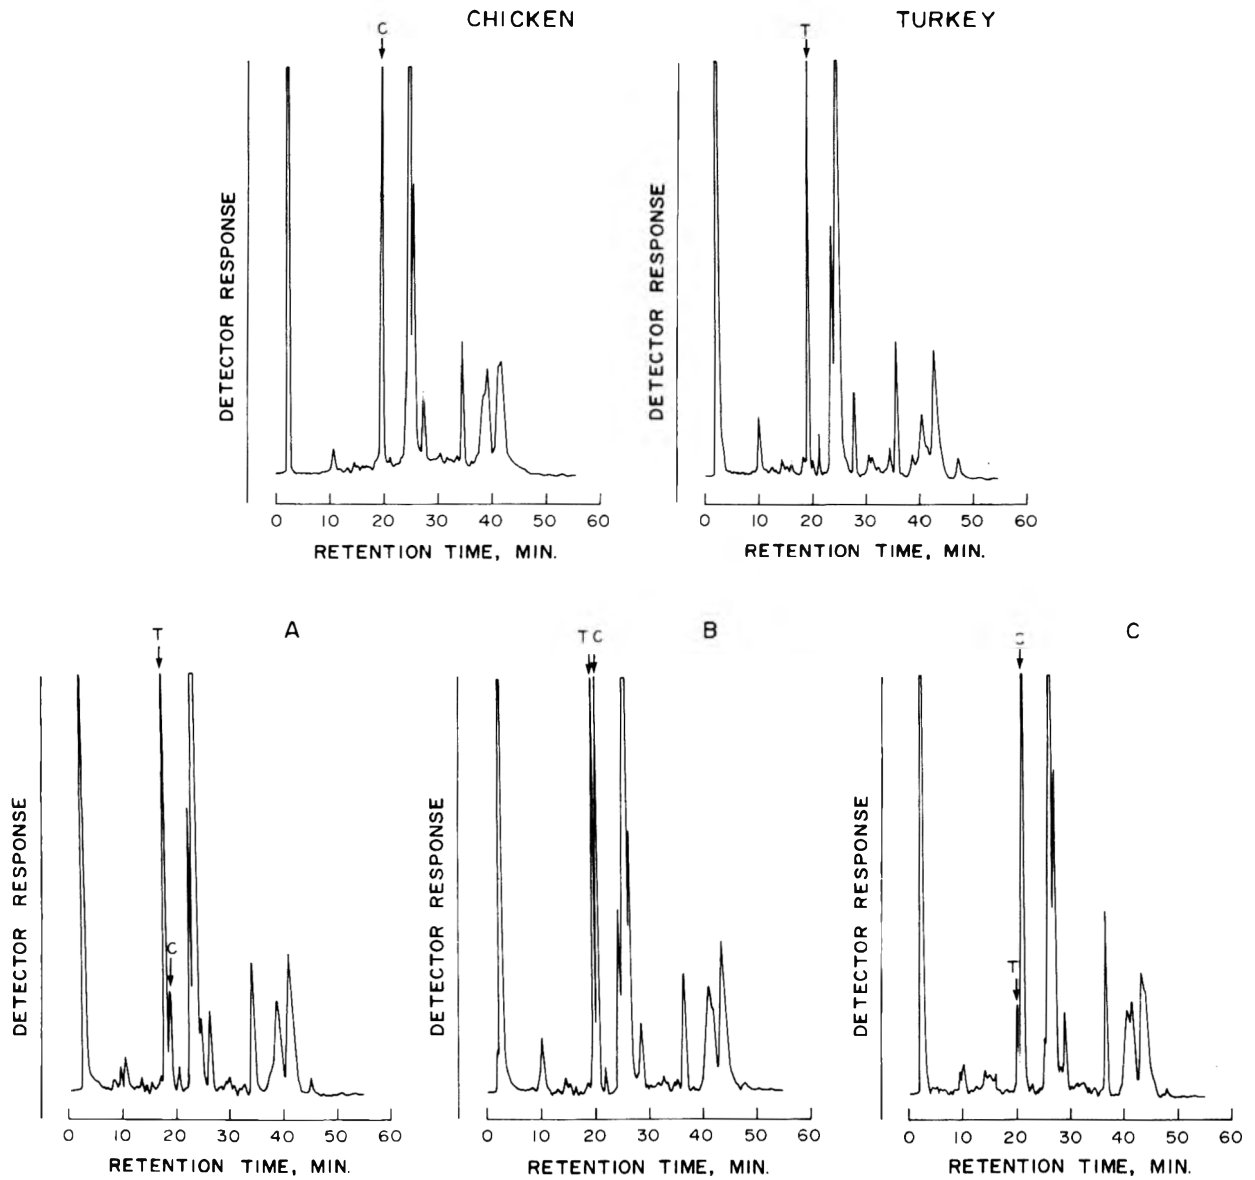 CHICKEN
TURKEY
C
T
DETECTOR RESPONSE
DETECTOR RESPONSE
0 10 20 30 40 50 60
0 10 20 30 40 50 60
RETENTION TIME, MIN.
RETENTION TIME, MIN.
A
B
C
T
T C
C
C
T
DETECTOR RESPONSE
DETECTOR RESPONSE
DETECTOR RESPONSE
0 10 20 30 40 50 60
0 10 20 30 40 50 60
0 10 20 30 40 50 60
RETENTION TIME, MIN.
RETENTION TIME, MIN.
RETENTION TIME, MIN.